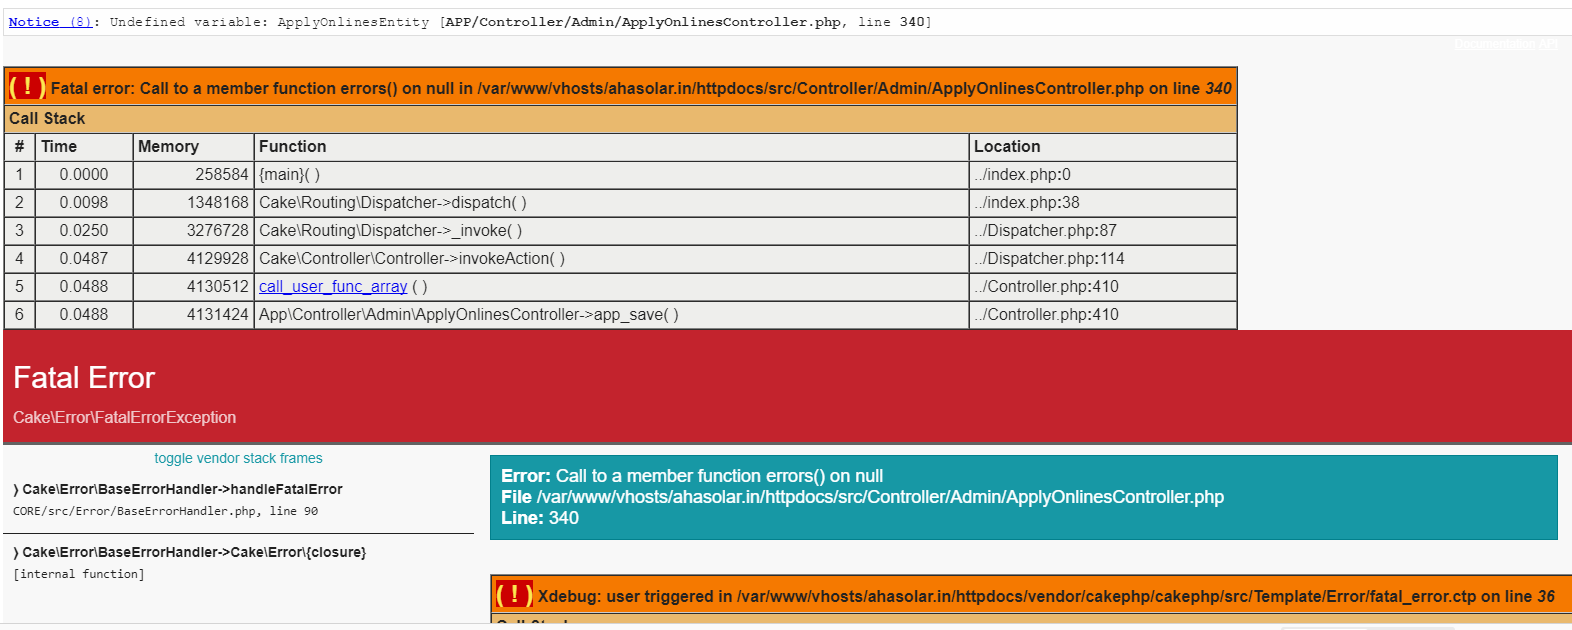 Notice (8): Undefined variable: ApplyOnlinesEntity [APP/Controller/Admin/ApplyOnlinesController.php, line 340]
Documentation API
( ! ) Fatal error: Call to a member function errors() on null in /var/www/vhosts/ahasolar.in/httpdocs/src/Controller/Admin/ApplyOnlinesController.php on line 340
Call Stack
# Time Memory Function Location
1 0.0000 258584 {main}( ) ../index.php:0
2 0.0098 1348168 Cake\Routing\Dispatcher->dispatch( ) ../index.php:38
3 0.0250 3276728 Cake\Routing\Dispatcher->_invoke( ) ../Dispatcher.php:87
4 0.0487 4129928 Cake\Controller\Controller->invokeAction( ) ../Dispatcher.php:114
5 0.0488 4130512 call_user_func_array ( ) ../Controller.php:410
6 0.0488 4131424 App\Controller\Admin\ApplyOnlinesController->app_save( ) ../Controller.php:410
Fatal Error
Cake\Error\FatalErrorException
toggle vendor stack frames
⟩ Cake\Error\BaseErrorHandler->handleFatalError
CORE/src/Error/BaseErrorHandler.php, line 90
⟩ Cake\Error\BaseErrorHandler->Cake\Error\{closure}
[internal function]
Error: Call to a member function errors() on null
File /var/www/vhosts/ahasolar.in/httpdocs/src/Controller/Admin/ApplyOnlinesController.php
Line: 340
( ! ) Xdebug: user triggered in /var/www/vhosts/ahasolar.in/httpdocs/vendor/cakephp/cakephp/src/Template/Error/fatal_error.ctp on line 36